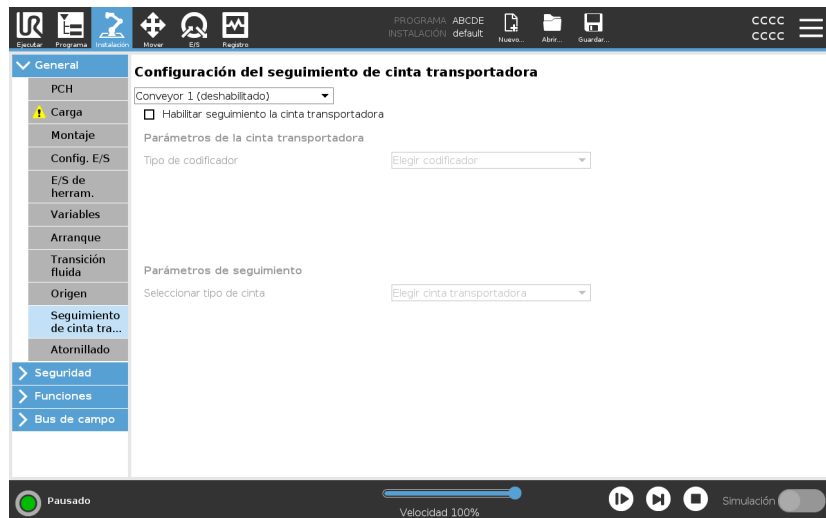 PROGRAMA ABCDE
INSTALACIÓN default
CCCC
CCCC
Ejecutar
Programa
Instalación
Mover
E/S
Registro
Nuevo...
Abrir...
Guardar...
General
PCH
Carga
Montaje
Config. E/S
E/S de
herram.
Variables
Arranque
Transición
fluida
Origen
Seguimiento
de cinta tra...
Atornillado
Seguridad
Funciones
Bus de campo
Configuración del seguimiento de cinta transportadora
Conveyor 1 (deshabilitado)
Habilitar seguimiento la cinta transportadora
Parámetros de la cinta transportadora
Tipo de codificador
Elegir codificador
Parámetros de seguimiento
Seleccionar tipo de cinta
Elegir cinta transportadora
Pausado
Velocidad 100%
Simulación